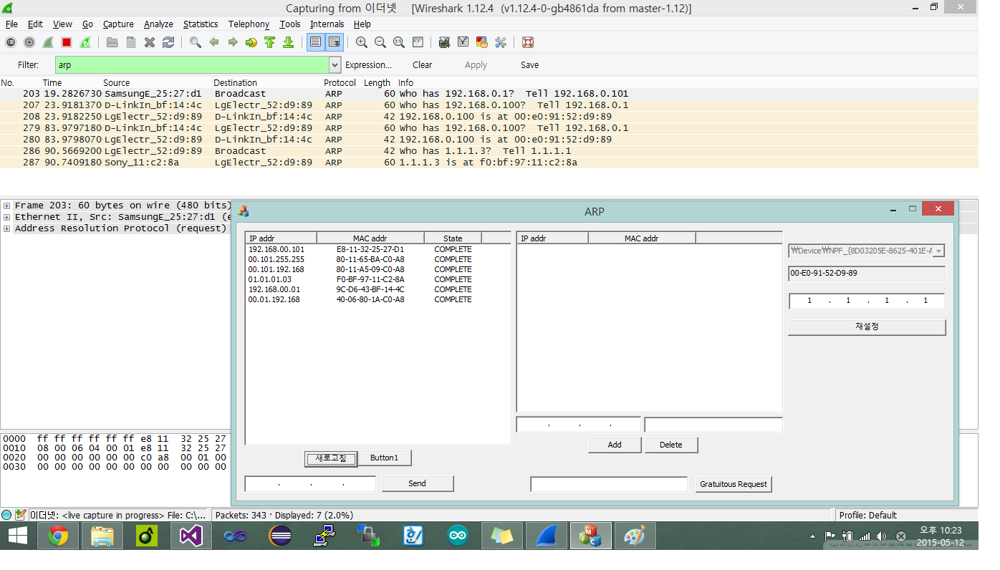 Capturing from 이더넷 [Wireshark 1.12.4 (v1.12.4-0-gb4861da from master-1.12)]
File Edit View Go Capture Analyze Statistics Telephony Tools Internals Help
Filter: arp Expression... Clear Apply Save
No. Time Source Destination Protocol Length Info
203 19.2826730 SamsungE_25:27:d1 Broadcast ARP 60 Who has 192.168.0.1? Tell 192.168.0.101
207 23.9181370 D-LinkIn_bf:14:4c LgElectr_52:d9:89 ARP 60 Who has 192.168.0.100? Tell 192.168.0.1
208 23.9182250 LgElectr_52:d9:89 D-LinkIn_bf:14:4c ARP 42 192.168.0.100 is at 00:e0:91:52:d9:89
279 83.9797180 D-LinkIn_bf:14:4c LgElectr_52:d9:89 ARP 60 Who has 192.168.0.100? Tell 192.168.0.1
280 83.9798070 LgElectr_52:d9:89 D-LinkIn_bf:14:4c ARP 42 192.168.0.100 is at 00:e0:91:52:d9:89
286 90.5669200 LgElectr_52:d9:89 Broadcast ARP 42 Who has 1.1.1.3? Tell 1.1.1.1
287 90.7409180 Sony_11:c2:8a LgElectr_52:d9:89 ARP 60 1.1.1.3 is at f0:bf:97:11:c2:8a
Frame 203: 60 bytes on wire (480 bits)
Ethernet II, Src: SamsungE_25:27:d1 (e
Address Resolution Protocol (request)
0000 ff ff ff ff ff ff e8 11 32 25 27
0010 08 00 06 04 00 01 e8 11 32 25 27
0020 00 00 00 00 00 00 c0 a8 00 01 00
0030 00 00 00 00 00 00 00 00 00 00 00
ARP
IP addr MAC addr State
192.168.00.101 E8-11-32-25-27-D1 COMPLETE
00.101.255.255 80-11-65-BA-C0-A8 COMPLETE
00.101.192.168 80-11-A5-09-C0-A8 COMPLETE
01.01.01.03 F0-BF-97-11-C2-8A COMPLETE
192.168.00.01 9C-D6-43-BF-14-4C COMPLETE
00.01.192.168 40-06-80-1A-C0-A8 COMPLETE
새로고침 Button1
. . . Send
IP addr MAC addr
. . .
Add Delete
Gratuitous Request
₩Device₩NPF_{8D03205E-8625-401E-A
00-E0-91-52-D9-89
1 . 1 . 1 . 1
재설정
이더넷: <live capture in progress> File: C:\... Packets: 343 · Displayed: 7 (2.0%) Profile: Default
오후 10:23
2015-05-12